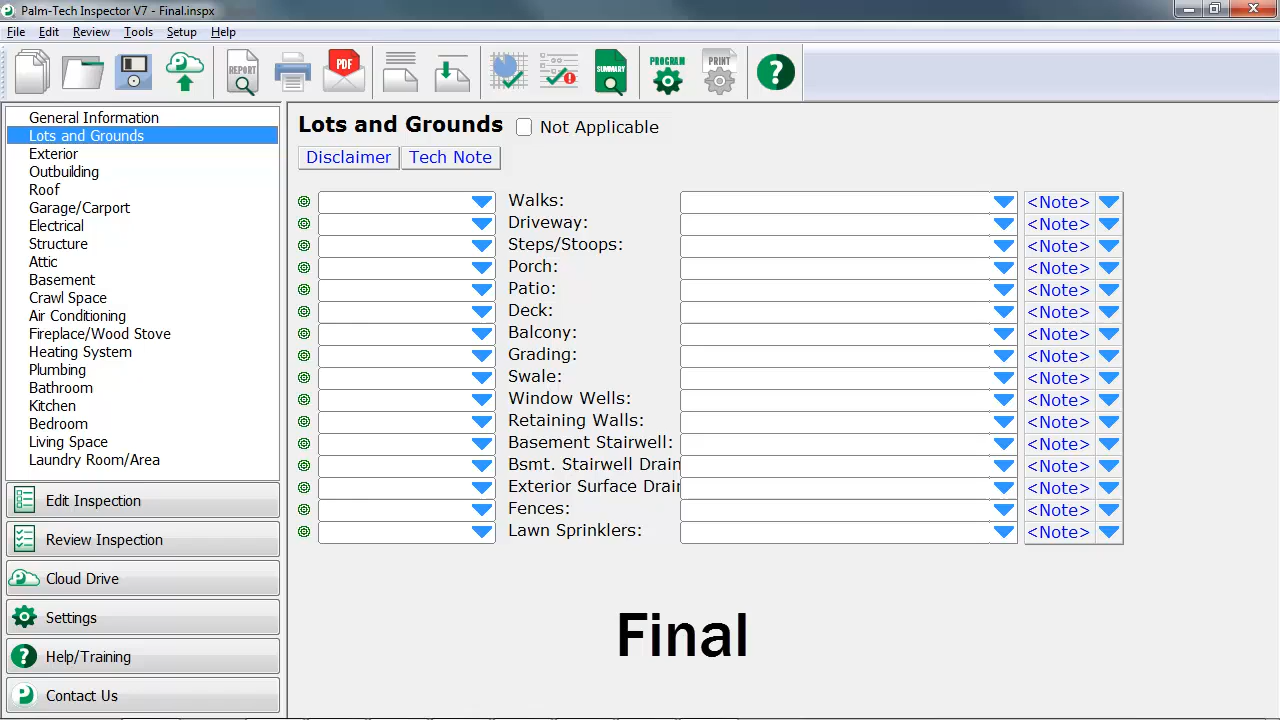 Palm-Tech Inspector V7 - Final.inspx
File Edit Review Tools Setup Help
REPORT PDF SUMMARY PROGRAM PRINT ?
General Information
Lots and Grounds
Exterior
Outbuilding
Roof
Garage/Carport
Electrical
Structure
Attic
Basement
Crawl Space
Air Conditioning
Fireplace/Wood Stove
Heating System
Plumbing
Bathroom
Kitchen
Bedroom
Living Space
Laundry Room/Area
Edit Inspection
Review Inspection
Cloud Drive
Settings
Help/Training
Contact Us
Lots and Grounds Not Applicable
Disclaimer Tech Note
Walks: <Note>
Driveway: <Note>
Steps/Stoops: <Note>
Porch: <Note>
Patio: <Note>
Deck: <Note>
Balcony: <Note>
Grading: <Note>
Swale: <Note>
Window Wells: <Note>
Retaining Walls: <Note>
Basement Stairwell: <Note>
Bsmt. Stairwell Drain <Note>
Exterior Surface Drain <Note>
Fences: <Note>
Lawn Sprinklers: <Note>
Final